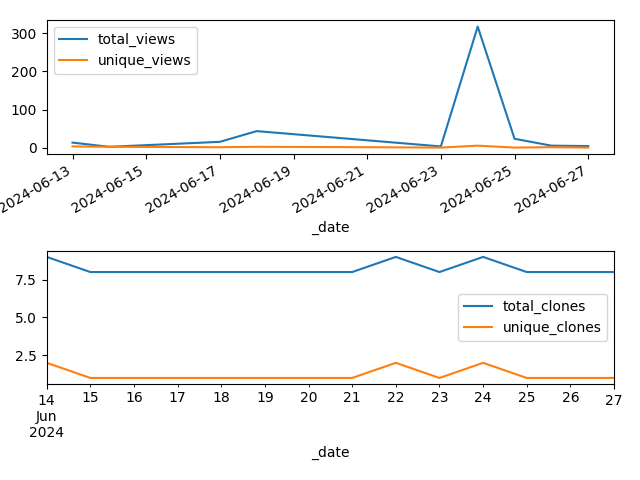 300
200
100
0
total_views
unique_views
2024-06-13
2024-06-15
2024-06-17
2024-06-19
2024-06-21
2024-06-23
2024-06-25
2024-06-27
_date
7.5
5.0
2.5
total_clones
unique_clones
14 15 16 17 18 19 20 21 22 23 24 25 26 27
Jun
2024
_date